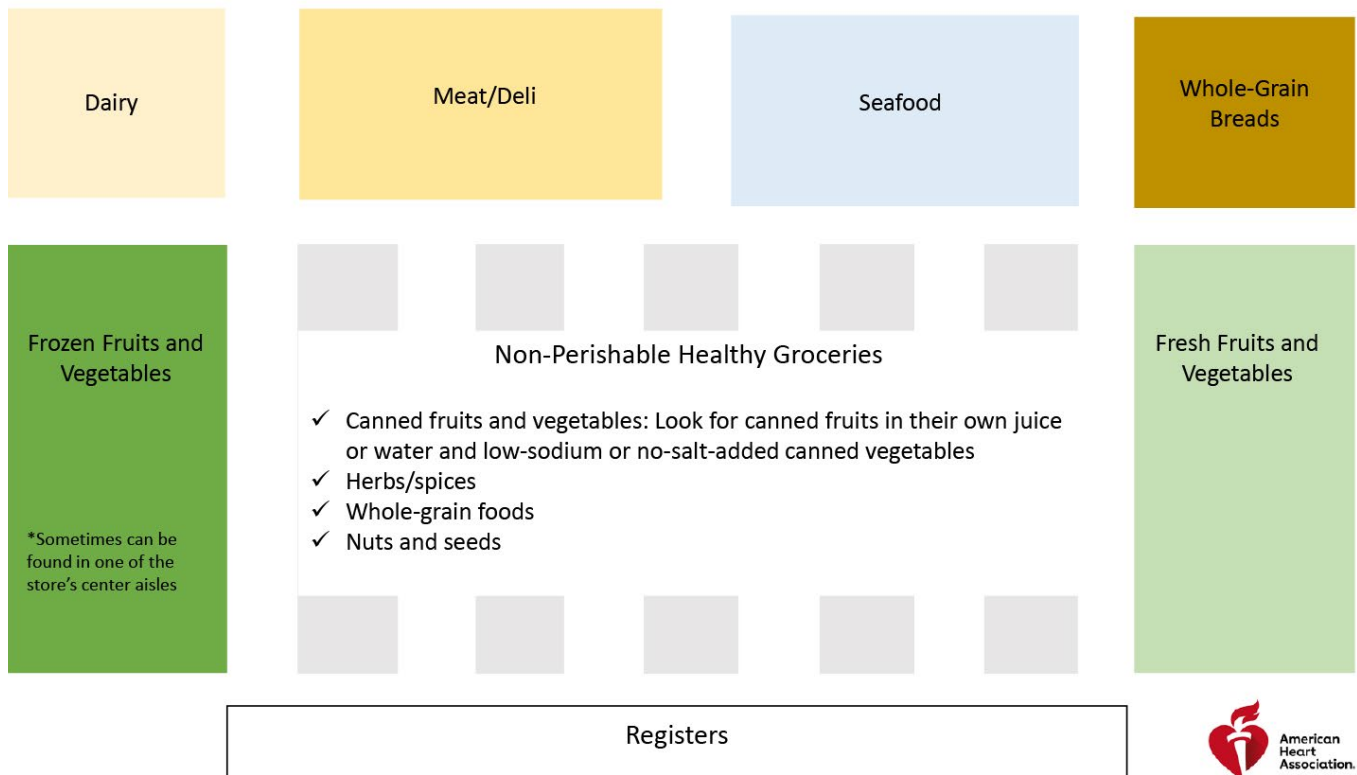 Dairy
Meat/Deli
Seafood
Whole-Grain
Breads
Frozen Fruits and
Vegetables
*Sometimes can be
found in one of the
store's center aisles
Non-Perishable Healthy Groceries
✓ Canned fruits and vegetables: Look for canned fruits in their own juice
or water and low-sodium or no-salt-added canned vegetables
✓ Herbs/spices
✓ Whole-grain foods
✓ Nuts and seeds
Fresh Fruits and
Vegetables
Registers
American
Heart
Association.